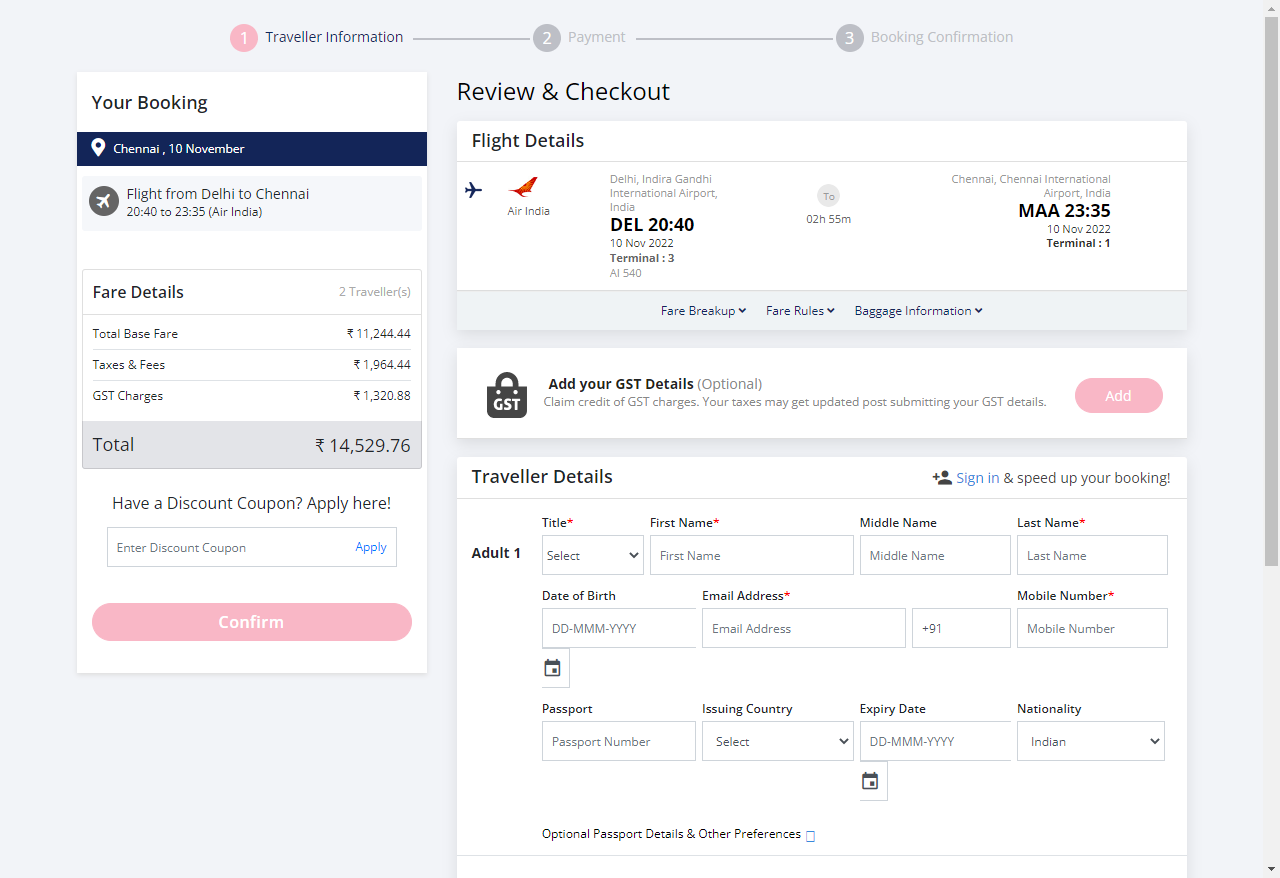 1 Traveller Information
2 Payment
3 Booking Confirmation
Your Booking
Chennai , 10 November
Flight from Delhi to Chennai
20:40 to 23:35 (Air India)
Fare Details 2 Traveller(s)
Total Base Fare ₹ 11,244.44
Taxes & Fees ₹ 1,964.44
GST Charges ₹ 1,320.88
Total ₹ 14,529.76
Have a Discount Coupon? Apply here!
Enter Discount Coupon Apply
Confirm
Review & Checkout
Flight Details
Air India
Delhi, Indira Gandhi
International Airport,
India
DEL 20:40
10 Nov 2022
Terminal : 3
AI 540
To
02h 55m
Chennai, Chennai International
Airport, India
MAA 23:35
10 Nov 2022
Terminal : 1
Fare Breakup Fare Rules Baggage Information
GST
Add your GST Details (Optional)
Claim credit of GST charges. Your taxes may get updated post submitting your GST details.
Add
Traveller Details
Sign in & speed up your booking!
Adult 1
Title* First Name* Middle Name Last Name*
Select First Name Middle Name Last Name
Date of Birth Email Address* Mobile Number*
DD-MMM-YYYY Email Address +91 Mobile Number
Passport Issuing Country Expiry Date Nationality
Passport Number Select DD-MMM-YYYY Indian
Optional Passport Details & Other Preferences